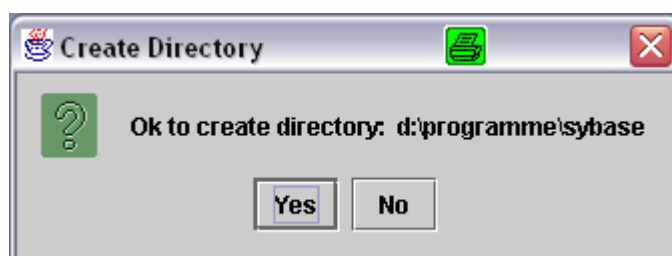 Create Directory
Ok to create directory: d:\programme\sybase
Yes No